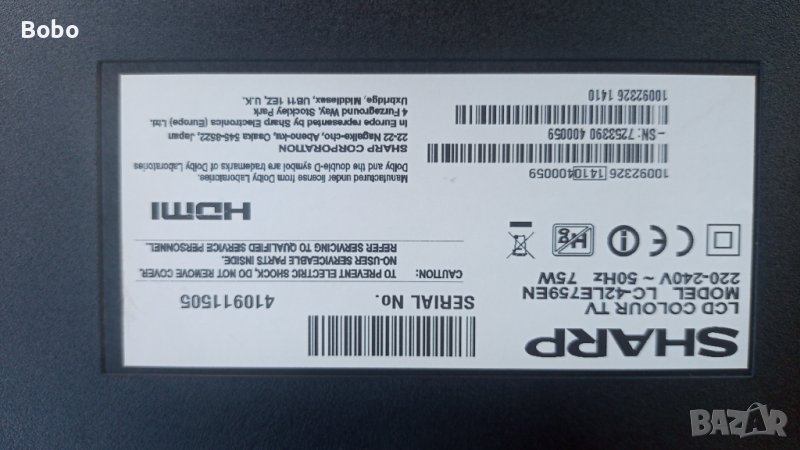 Bobo
SHARP
LCD COLOUR TV
MODEL LC-42LE759EN
220-240V ~ 50Hz 75W
SERIAL No.
410911505
CAUTION: TO PREVENT ELECTRIC SHOCK, DO NOT REMOVE COVER.
NO-USER SERVICEABLE PARTS INSIDE.
REFER SERVICING TO QUALIFIED SERVICE PERSONNEL.
CE
Hg
HDMI
10092326 1410400059
-SN: 7253390 400059
10092326 1410
Manufactured under license from Dolby Laboratories.
Dolby and the double-D symbol are trademarks of Dolby Laboratories.
SHARP CORPORATION
22-22 Nagaike-cho, Abeno-ku, Osaka 545-8522, Japan
In Europe represented by Sharp Electronics (Europe) Ltd.
4 Furzeground Way, Stockley Park
Uxbridge, Middlesex, UB11 1EZ, U.K.
BAZAR